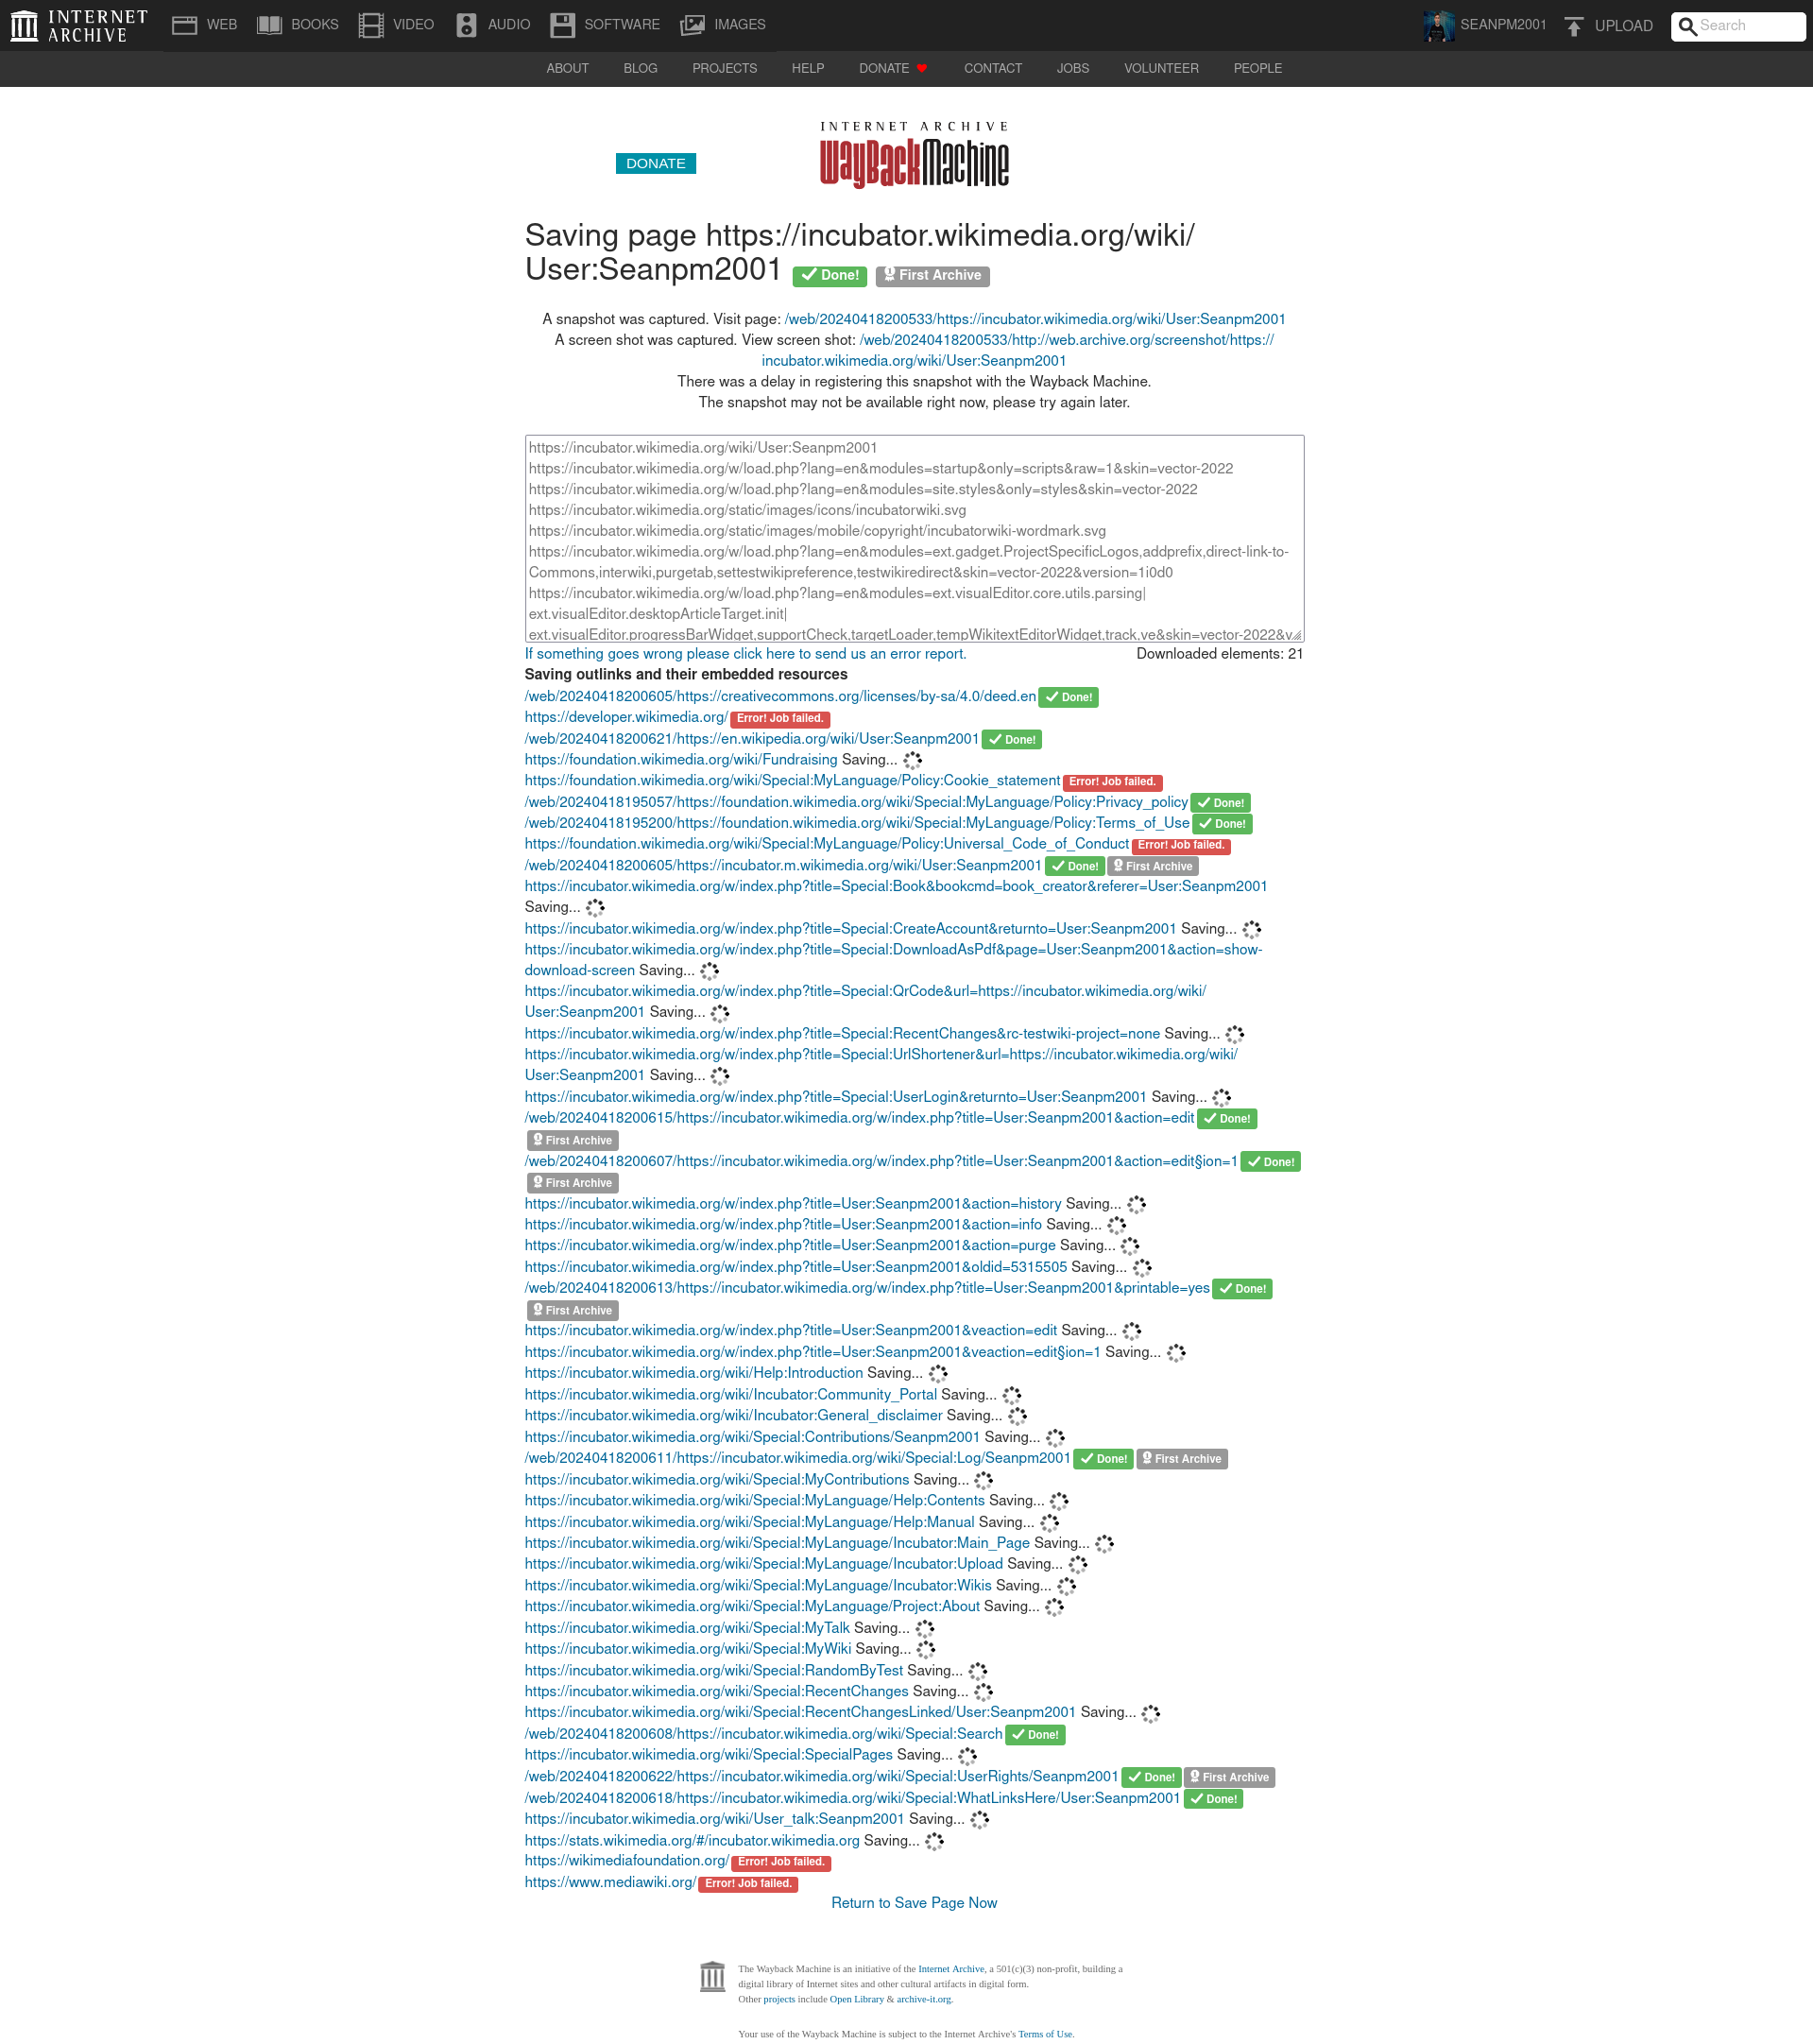 INTERNET ARCHIVE
WEB BOOKS VIDEO AUDIO SOFTWARE IMAGES SEANPM2001 UPLOAD Search
ABOUT BLOG PROJECTS HELP DONATE CONTACT JOBS VOLUNTEER PEOPLE
INTERNET ARCHIVE
DONATE
WayBackMachine
Saving page https://incubator.wikimedia.org/wiki/
User:Seanpm2001 Done! First Archive
A snapshot was captured. Visit page: /web/20240418200533/https://incubator.wikimedia.org/wiki/User:Seanpm2001
A screen shot was captured. View screen shot: /web/20240418200533/http://web.archive.org/screenshot/https://
incubator.wikimedia.org/wiki/User:Seanpm2001
There was a delay in registering this snapshot with the Wayback Machine.
The snapshot may not be available right now, please try again later.
https://incubator.wikimedia.org/wiki/User:Seanpm2001
https://incubator.wikimedia.org/w/load.php?lang=en&modules=startup&only=scripts&raw=1&skin=vector-2022
https://incubator.wikimedia.org/w/load.php?lang=en&modules=site.styles&only=styles&skin=vector-2022
https://incubator.wikimedia.org/static/images/icons/incubatorwiki.svg
https://incubator.wikimedia.org/static/images/mobile/copyright/incubatorwiki-wordmark.svg
https://incubator.wikimedia.org/w/load.php?lang=en&modules=ext.gadget.ProjectSpecificLogos,addprefix,direct-link-to-
Commons,interwiki,purgetab,settestwikipreference,testwikiredirect&skin=vector-2022&version=1i0d0
https://incubator.wikimedia.org/w/load.php?lang=en&modules=ext.visualEditor.core.utils.parsing|
ext.visualEditor.desktopArticleTarget.init|
ext.visualEditor.progressBarWidget,supportCheck,targetLoader,tempWikitextEditorWidget,track,ve&skin=vector-2022&v
If something goes wrong please click here to send us an error report. Downloaded elements: 21
Saving outlinks and their embedded resources
/web/20240418200605/https://creativecommons.org/licenses/by-sa/4.0/deed.en Done!
https://developer.wikimedia.org/ Error! Job failed.
/web/20240418200621/https://en.wikipedia.org/wiki/User:Seanpm2001 Done!
https://foundation.wikimedia.org/wiki/Fundraising Saving...
https://foundation.wikimedia.org/wiki/Special:MyLanguage/Policy:Cookie_statement Error! Job failed.
/web/20240418195057/https://foundation.wikimedia.org/wiki/Special:MyLanguage/Policy:Privacy_policy Done!
/web/20240418195200/https://foundation.wikimedia.org/wiki/Special:MyLanguage/Policy:Terms_of_Use Done!
https://foundation.wikimedia.org/wiki/Special:MyLanguage/Policy:Universal_Code_of_Conduct Error! Job failed.
/web/20240418200605/https://incubator.m.wikimedia.org/wiki/User:Seanpm2001 Done! First Archive
https://incubator.wikimedia.org/w/index.php?title=Special:Book&bookcmd=book_creator&referer=User:Seanpm2001
Saving...
https://incubator.wikimedia.org/w/index.php?title=Special:CreateAccount&returnto=User:Seanpm2001 Saving...
https://incubator.wikimedia.org/w/index.php?title=Special:DownloadAsPdf&page=User:Seanpm2001&action=show-
download-screen Saving...
https://incubator.wikimedia.org/w/index.php?title=Special:QrCode&url=https://incubator.wikimedia.org/wiki/
User:Seanpm2001 Saving...
https://incubator.wikimedia.org/w/index.php?title=Special:RecentChanges&rc-testwiki-project=none Saving...
https://incubator.wikimedia.org/w/index.php?title=Special:UrlShortener&url=https://incubator.wikimedia.org/wiki/
User:Seanpm2001 Saving...
https://incubator.wikimedia.org/w/index.php?title=Special:UserLogin&returnto=User:Seanpm2001 Saving...
/web/20240418200615/https://incubator.wikimedia.org/w/index.php?title=User:Seanpm2001&action=edit Done!
First Archive
/web/20240418200607/https://incubator.wikimedia.org/w/index.php?title=User:Seanpm2001&action=edit§ion=1 Done!
First Archive
https://incubator.wikimedia.org/w/index.php?title=User:Seanpm2001&action=history Saving...
https://incubator.wikimedia.org/w/index.php?title=User:Seanpm2001&action=info Saving...
https://incubator.wikimedia.org/w/index.php?title=User:Seanpm2001&action=purge Saving...
https://incubator.wikimedia.org/w/index.php?title=User:Seanpm2001&oldid=5315505 Saving...
/web/20240418200613/https://incubator.wikimedia.org/w/index.php?title=User:Seanpm2001&printable=yes Done!
First Archive
https://incubator.wikimedia.org/w/index.php?title=User:Seanpm2001&veaction=edit Saving...
https://incubator.wikimedia.org/w/index.php?title=User:Seanpm2001&veaction=edit§ion=1 Saving...
https://incubator.wikimedia.org/wiki/Help:Introduction Saving...
https://incubator.wikimedia.org/wiki/Incubator:Community_Portal Saving...
https://incubator.wikimedia.org/wiki/Incubator:General_disclaimer Saving...
https://incubator.wikimedia.org/wiki/Special:Contributions/Seanpm2001 Saving...
/web/20240418200611/https://incubator.wikimedia.org/wiki/Special:Log/Seanpm2001 Done! First Archive
https://incubator.wikimedia.org/wiki/Special:MyContributions Saving...
https://incubator.wikimedia.org/wiki/Special:MyLanguage/Help:Contents Saving...
https://incubator.wikimedia.org/wiki/Special:MyLanguage/Help:Manual Saving...
https://incubator.wikimedia.org/wiki/Special:MyLanguage/Incubator:Main_Page Saving...
https://incubator.wikimedia.org/wiki/Special:MyLanguage/Incubator:Upload Saving...
https://incubator.wikimedia.org/wiki/Special:MyLanguage/Incubator:Wikis Saving...
https://incubator.wikimedia.org/wiki/Special:MyLanguage/Project:About Saving...
https://incubator.wikimedia.org/wiki/Special:MyTalk Saving...
https://incubator.wikimedia.org/wiki/Special:MyWiki Saving...
https://incubator.wikimedia.org/wiki/Special:RandomByTest Saving...
https://incubator.wikimedia.org/wiki/Special:RecentChanges Saving...
https://incubator.wikimedia.org/wiki/Special:RecentChangesLinked/User:Seanpm2001 Saving...
/web/20240418200608/https://incubator.wikimedia.org/wiki/Special:Search Done!
https://incubator.wikimedia.org/wiki/Special:SpecialPages Saving...
/web/20240418200622/https://incubator.wikimedia.org/wiki/Special:UserRights/Seanpm2001 Done! First Archive
/web/20240418200618/https://incubator.wikimedia.org/wiki/Special:WhatLinksHere/User:Seanpm2001 Done!
https://incubator.wikimedia.org/wiki/User_talk:Seanpm2001 Saving...
https://stats.wikimedia.org/#/incubator.wikimedia.org Saving...
https://wikimediafoundation.org/ Error! Job failed.
https://www.mediawiki.org/ Error! Job failed.
Return to Save Page Now
The Wayback Machine is an initiative of the Internet Archive, a 501(c)(3) non-profit, building a
digital library of Internet sites and other cultural artifacts in digital form.
Other projects include Open Library & archive-it.org.
Your use of the Wayback Machine is subject to the Internet Archive's Terms of Use.